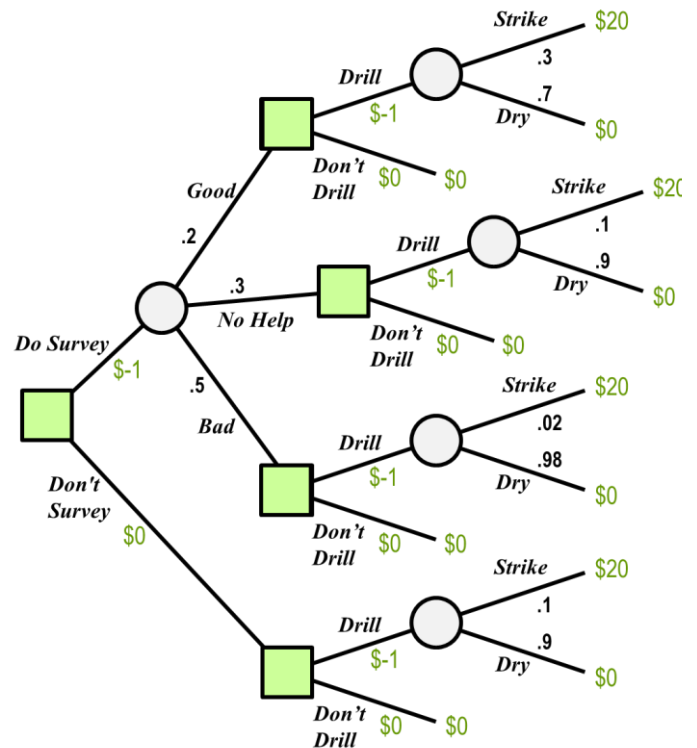 Strike $20
.3
Drill
.7
$-1
Dry $0
Don't
Drill $0 $0
Good
.2
Strike $20
.1
Drill
.9
$-1
Dry $0
.3
No Help
Don't
Drill $0 $0
Do Survey
$-1
.5
Bad
Strike $20
.02
Drill
.98
$-1
Dry $0
Don't
Drill $0 $0
Don't
Survey
$0
Strike $20
.1
Drill
.9
$-1
Dry $0
Don't
Drill $0 $0